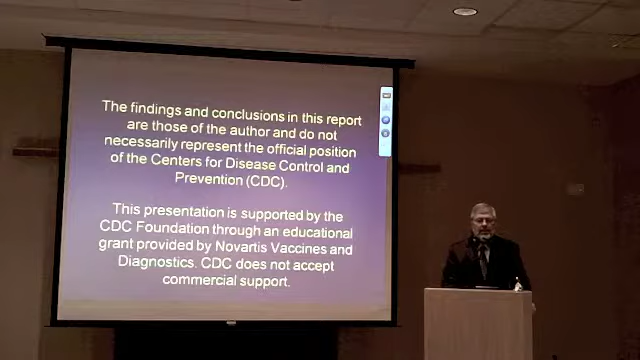 The findings and conclusions in this report
are those of the author and do not
necessarily represent the official position
of the Centers for Disease Control and
Prevention (CDC).
This presentation is supported by the
CDC Foundation through an educational
grant provided by Novartis Vaccines and
Diagnostics. CDC does not accept
commercial support.